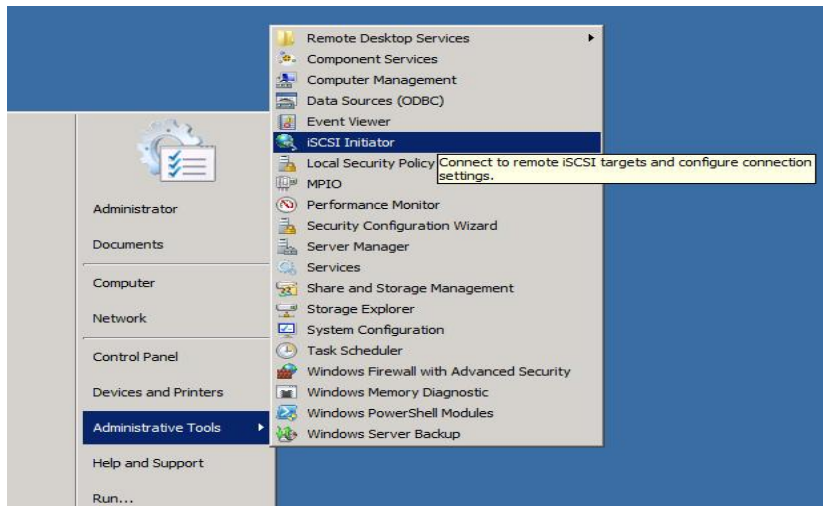 Remote Desktop Services
Component Services
Computer Management
Data Sources (ODBC)
Event Viewer
iSCSI Initiator
Local Security Policy
Connect to remote iSCSI targets and configure connection
settings.
MPIO
Performance Monitor
Security Configuration Wizard
Server Manager
Services
Share and Storage Management
Storage Explorer
System Configuration
Task Scheduler
Windows Firewall with Advanced Security
Windows Memory Diagnostic
Windows PowerShell Modules
Windows Server Backup
Administrator
Documents
Computer
Network
Control Panel
Devices and Printers
Administrative Tools
Help and Support
Run...